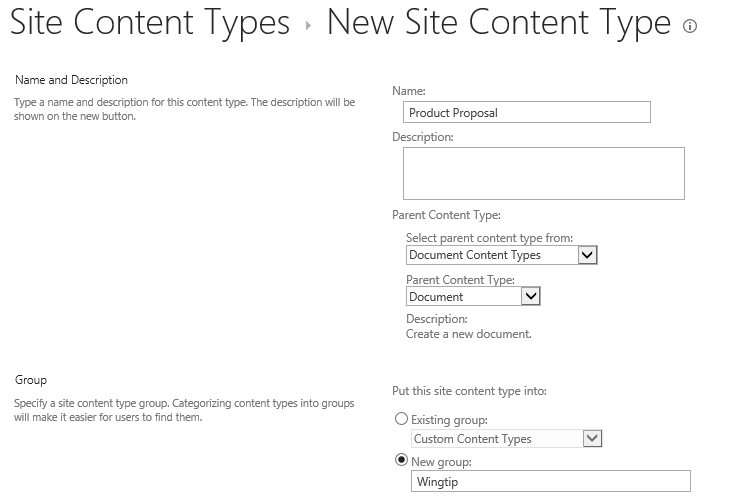 Site Content Types ▸ New Site Content Type
Name and Description
Type a name and description for this content type. The description will be
shown on the new button.
Name:
Product Proposal
Description:
Parent Content Type:
Select parent content type from:
Document Content Types
Parent Content Type:
Document
Description:
Create a new document.
Group
Specify a site content type group. Categorizing content types into groups
will make it easier for users to find them.
Put this site content type into:
Existing group:
Custom Content Types
New group:
Wingtip